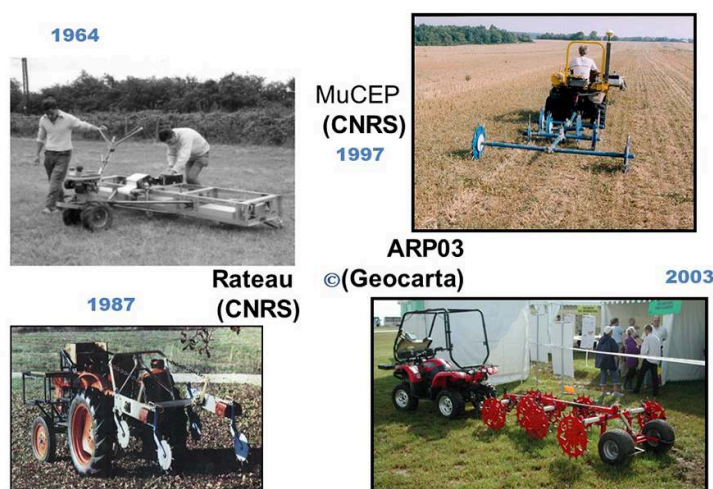 1964
MuCEP
(CNRS)
1997
ARP03
©(Geocarta)
2003
Rateau
(CNRS)
1987